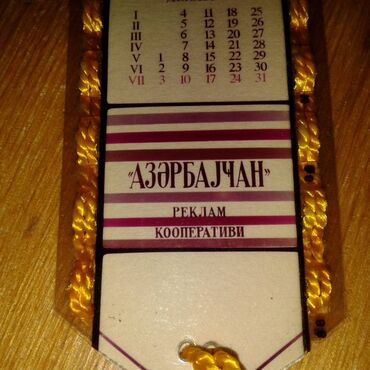 I 4 11 18 25
II 5 12 19 26
III 6 13 20 27
IV 7 14 21 28
V 1 8 15 22 29
VI 2 9 16 23 30
VII 3 10 17 24 31
"АЗӘРБАЈҸАН"
РЕКЛАМ
КООПЕРАТИВИ